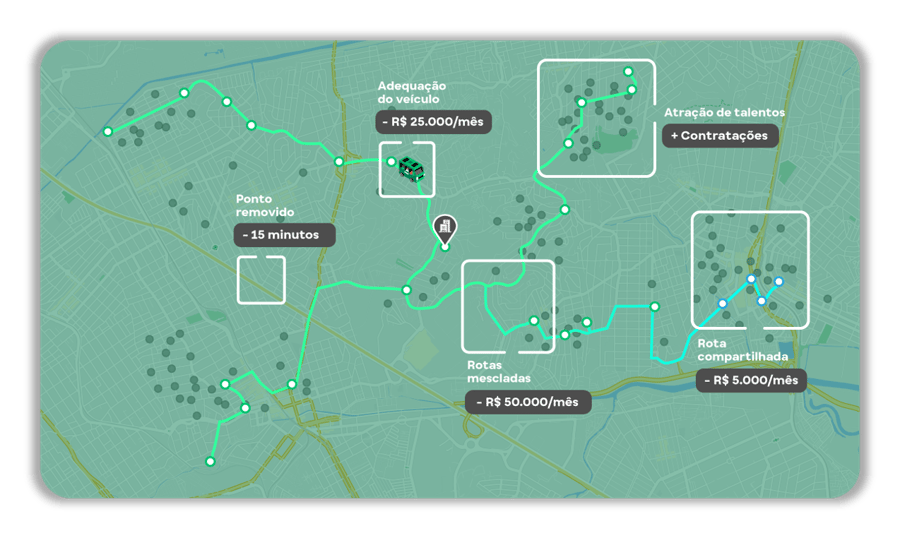 Adequação
do veículo
- R$ 25.000/mês
Atração de talentos
+ Contratações
Ponto
removido
- 15 minutos
Rota
compartilhada
- R$ 5.000/mês
Rotas
mescladas
- R$ 50.000/mês